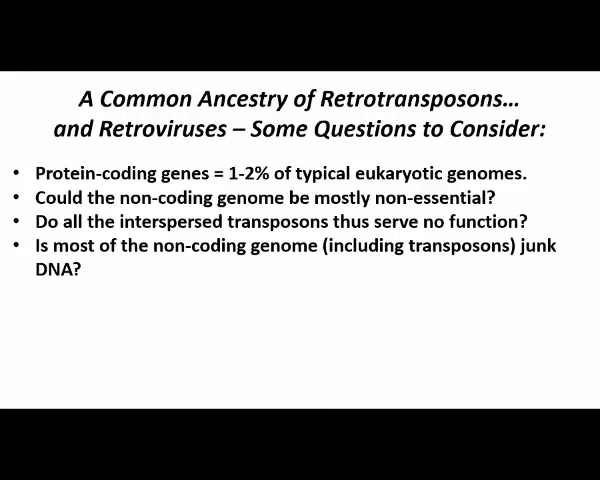 A Common Ancestry of Retrotransposons...
and Retroviruses – Some Questions to Consider:
• Protein-coding genes = 1-2% of typical eukaryotic genomes.
• Could the non-coding genome be mostly non-essential?
• Do all the interspersed transposons thus serve no function?
• Is most of the non-coding genome (including transposons) junk
DNA?